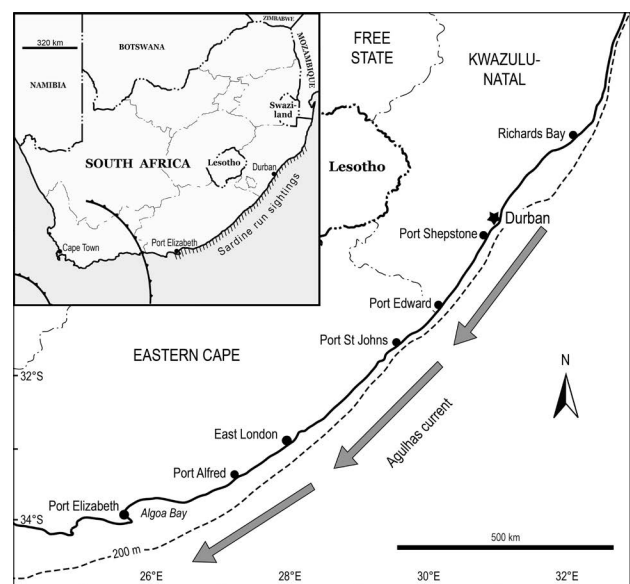 320 km
ZIMBABWE
BOTSWANA
MOZAMBIQUE
NAMIBIA
Swazi-
land
SOUTH AFRICA
Lesotho
Durban
Sardine run sightings
Cape Town
Port Elizabeth
FREE
STATE
KWAZULU-
NATAL
Richards Bay
Lesotho
Durban
Port Shepstone
Port Edward
Port St Johns
EASTERN CAPE
32°S
N
Agulhas current
East London
Port Alfred
Port Elizabeth
Algoa Bay
34°S
200 m
500 km
26°E
28°E
30°E
32°E